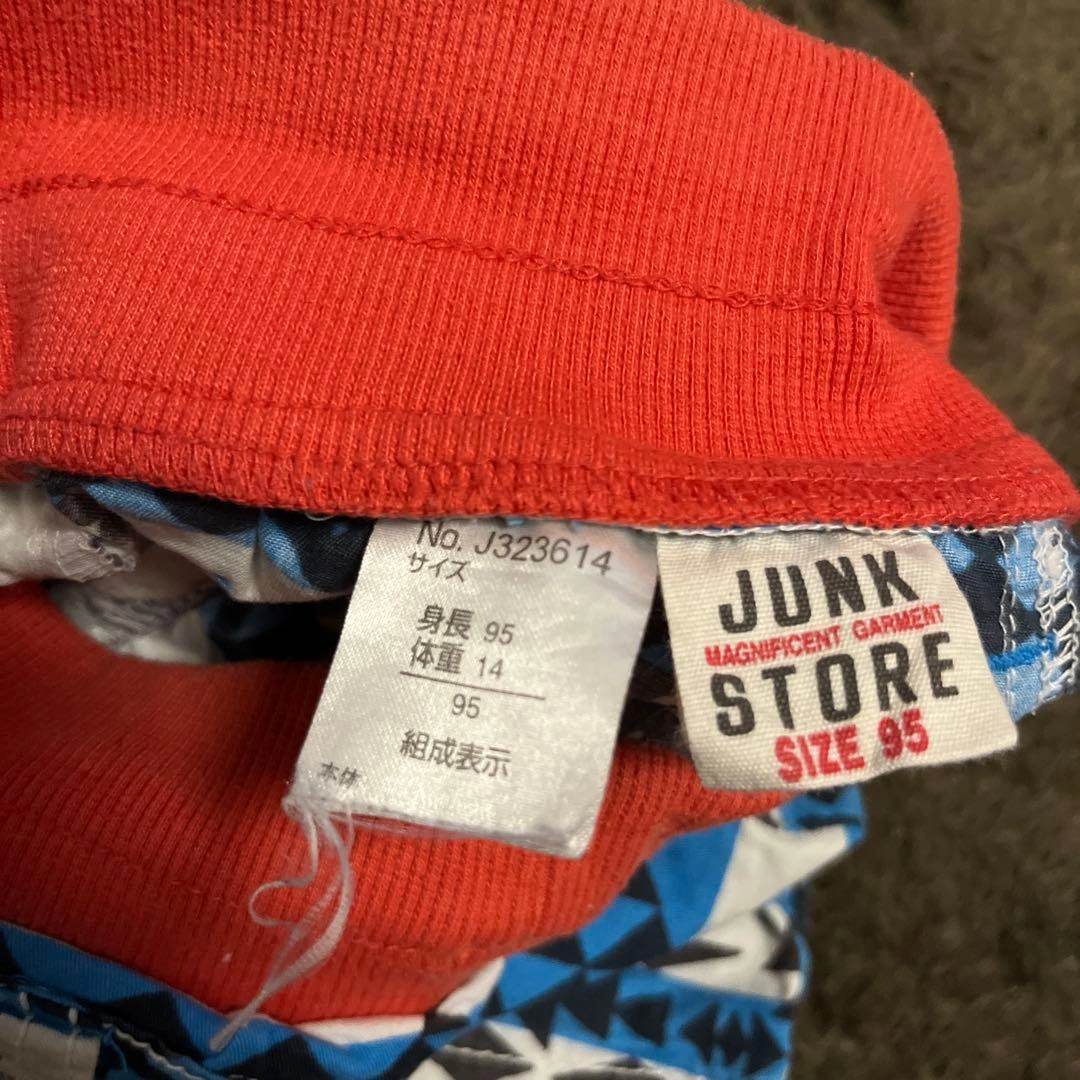 No. J323614
サイズ
身長 95
体重 14
95
組成表示
本体
JUNK
MAGNIFICENT GARMENT
STORE
SIZE 95